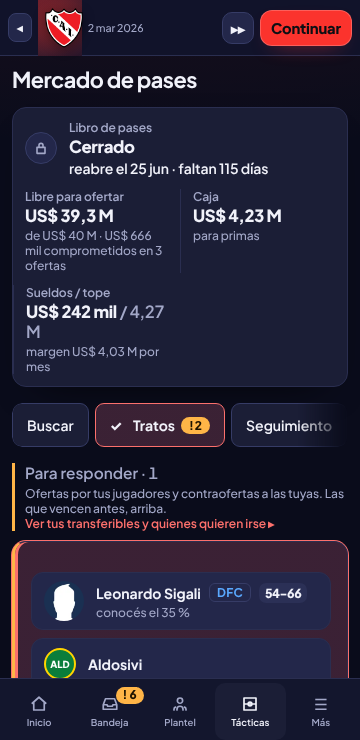 C.A.I.
2 mar 2026
Continuar
Mercado de pases
Libro de pases
Cerrado
reabre el 25 jun · faltan 115 días
Libre para ofertar
US$ 39,3 M
de US$ 40 M · US$ 666
mil comprometidos en 3
ofertas
Caja
US$ 4,23 M
para primas
Sueldos / tope
US$ 242 mil / 4,27
M
margen US$ 4,03 M por
mes
Buscar
Tratos !2
Seguimiento
Para responder · 1
Ofertas por tus jugadores y contraofertas a las tuyas. Las
que vencen antes, arriba.
Ver tus transferibles y quienes quieren irse ▸
Leonardo Sigali DFC 54–66
conocés el 35 %
ALD Aldosivi
! 6
Inicio
Bandeja
Plantel
Tácticas
Más